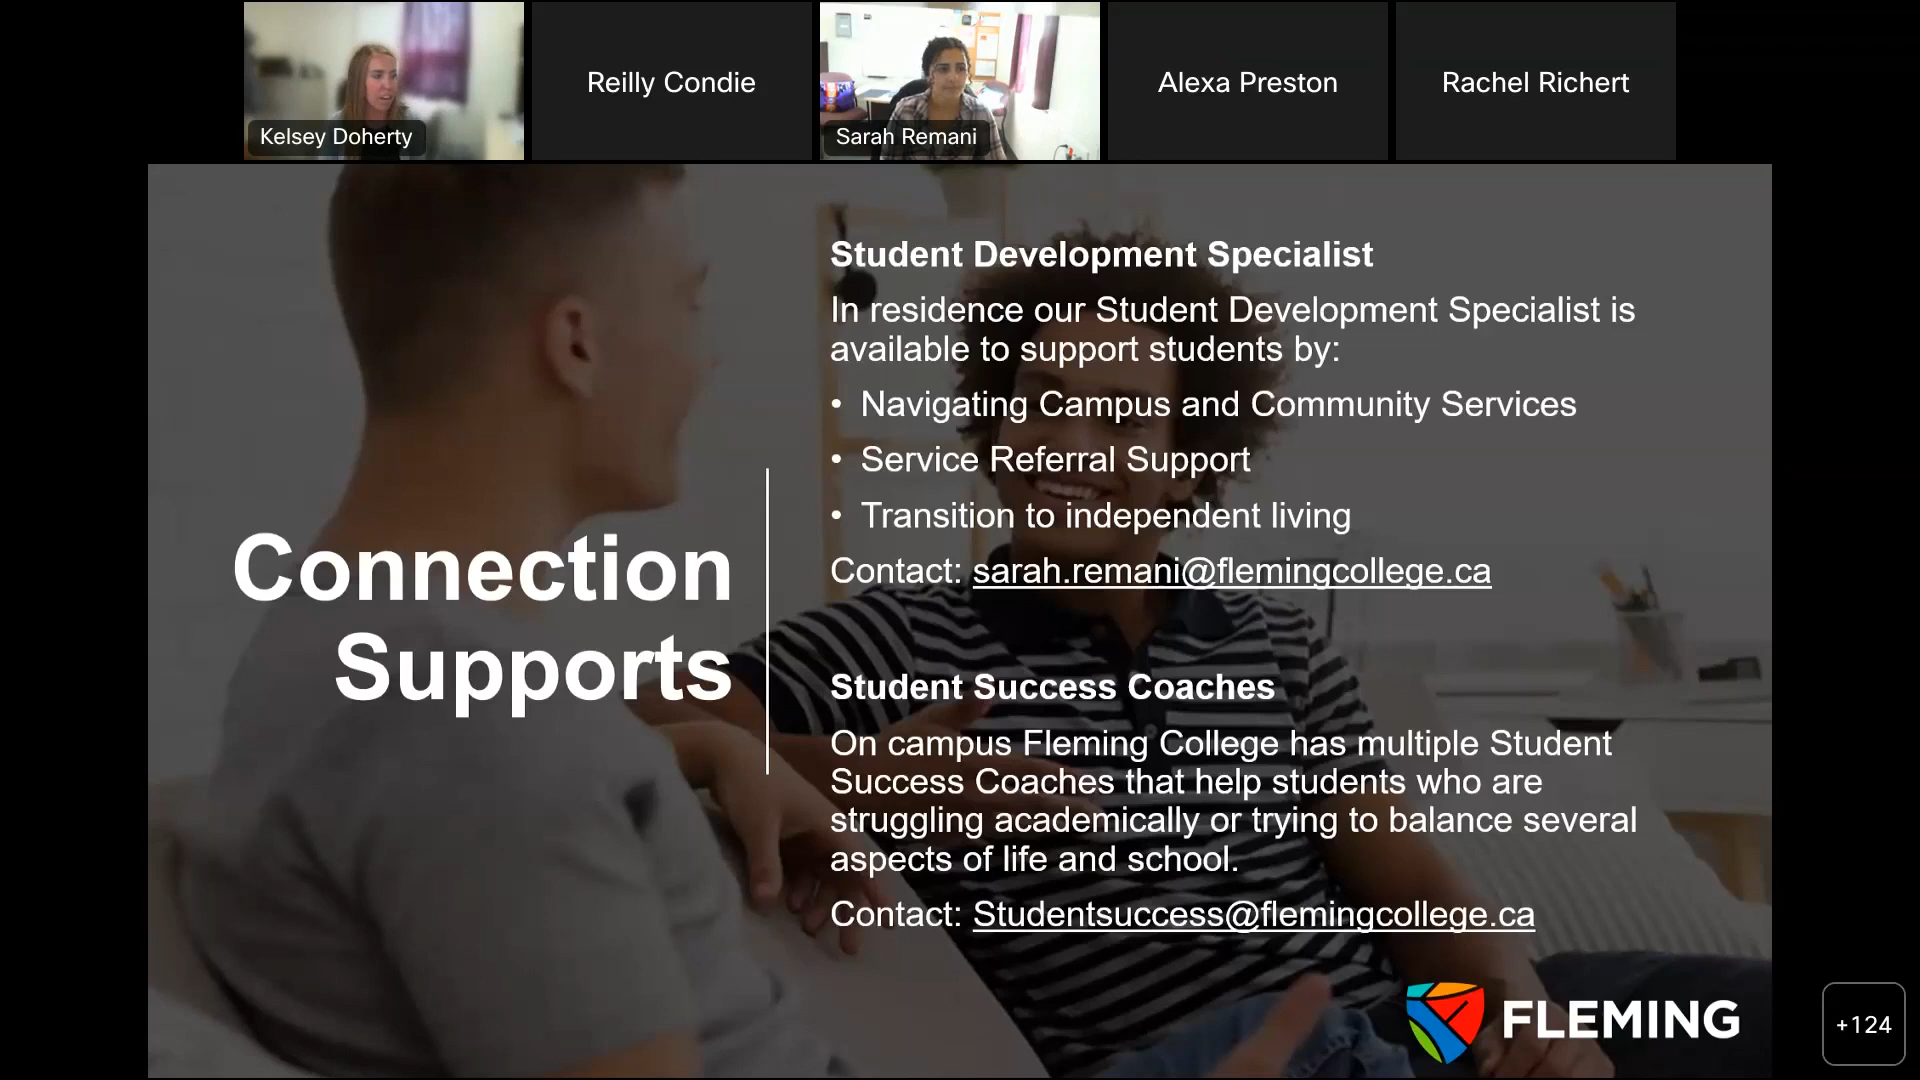 Kelsey Doherty
Reilly Condie
Sarah Remani
Alexa Preston
Rachel Richert
Connection
Supports
Student Development Specialist
In residence our Student Development Specialist is
available to support students by:
• Navigating Campus and Community Services
• Service Referral Support
• Transition to independent living
Contact: sarah.remani@flemingcollege.ca
Student Success Coaches
On campus Fleming College has multiple Student
Success Coaches that help students who are
struggling academically or trying to balance several
aspects of life and school.
Contact: Studentsuccess@flemingcollege.ca
FLEMING
+124